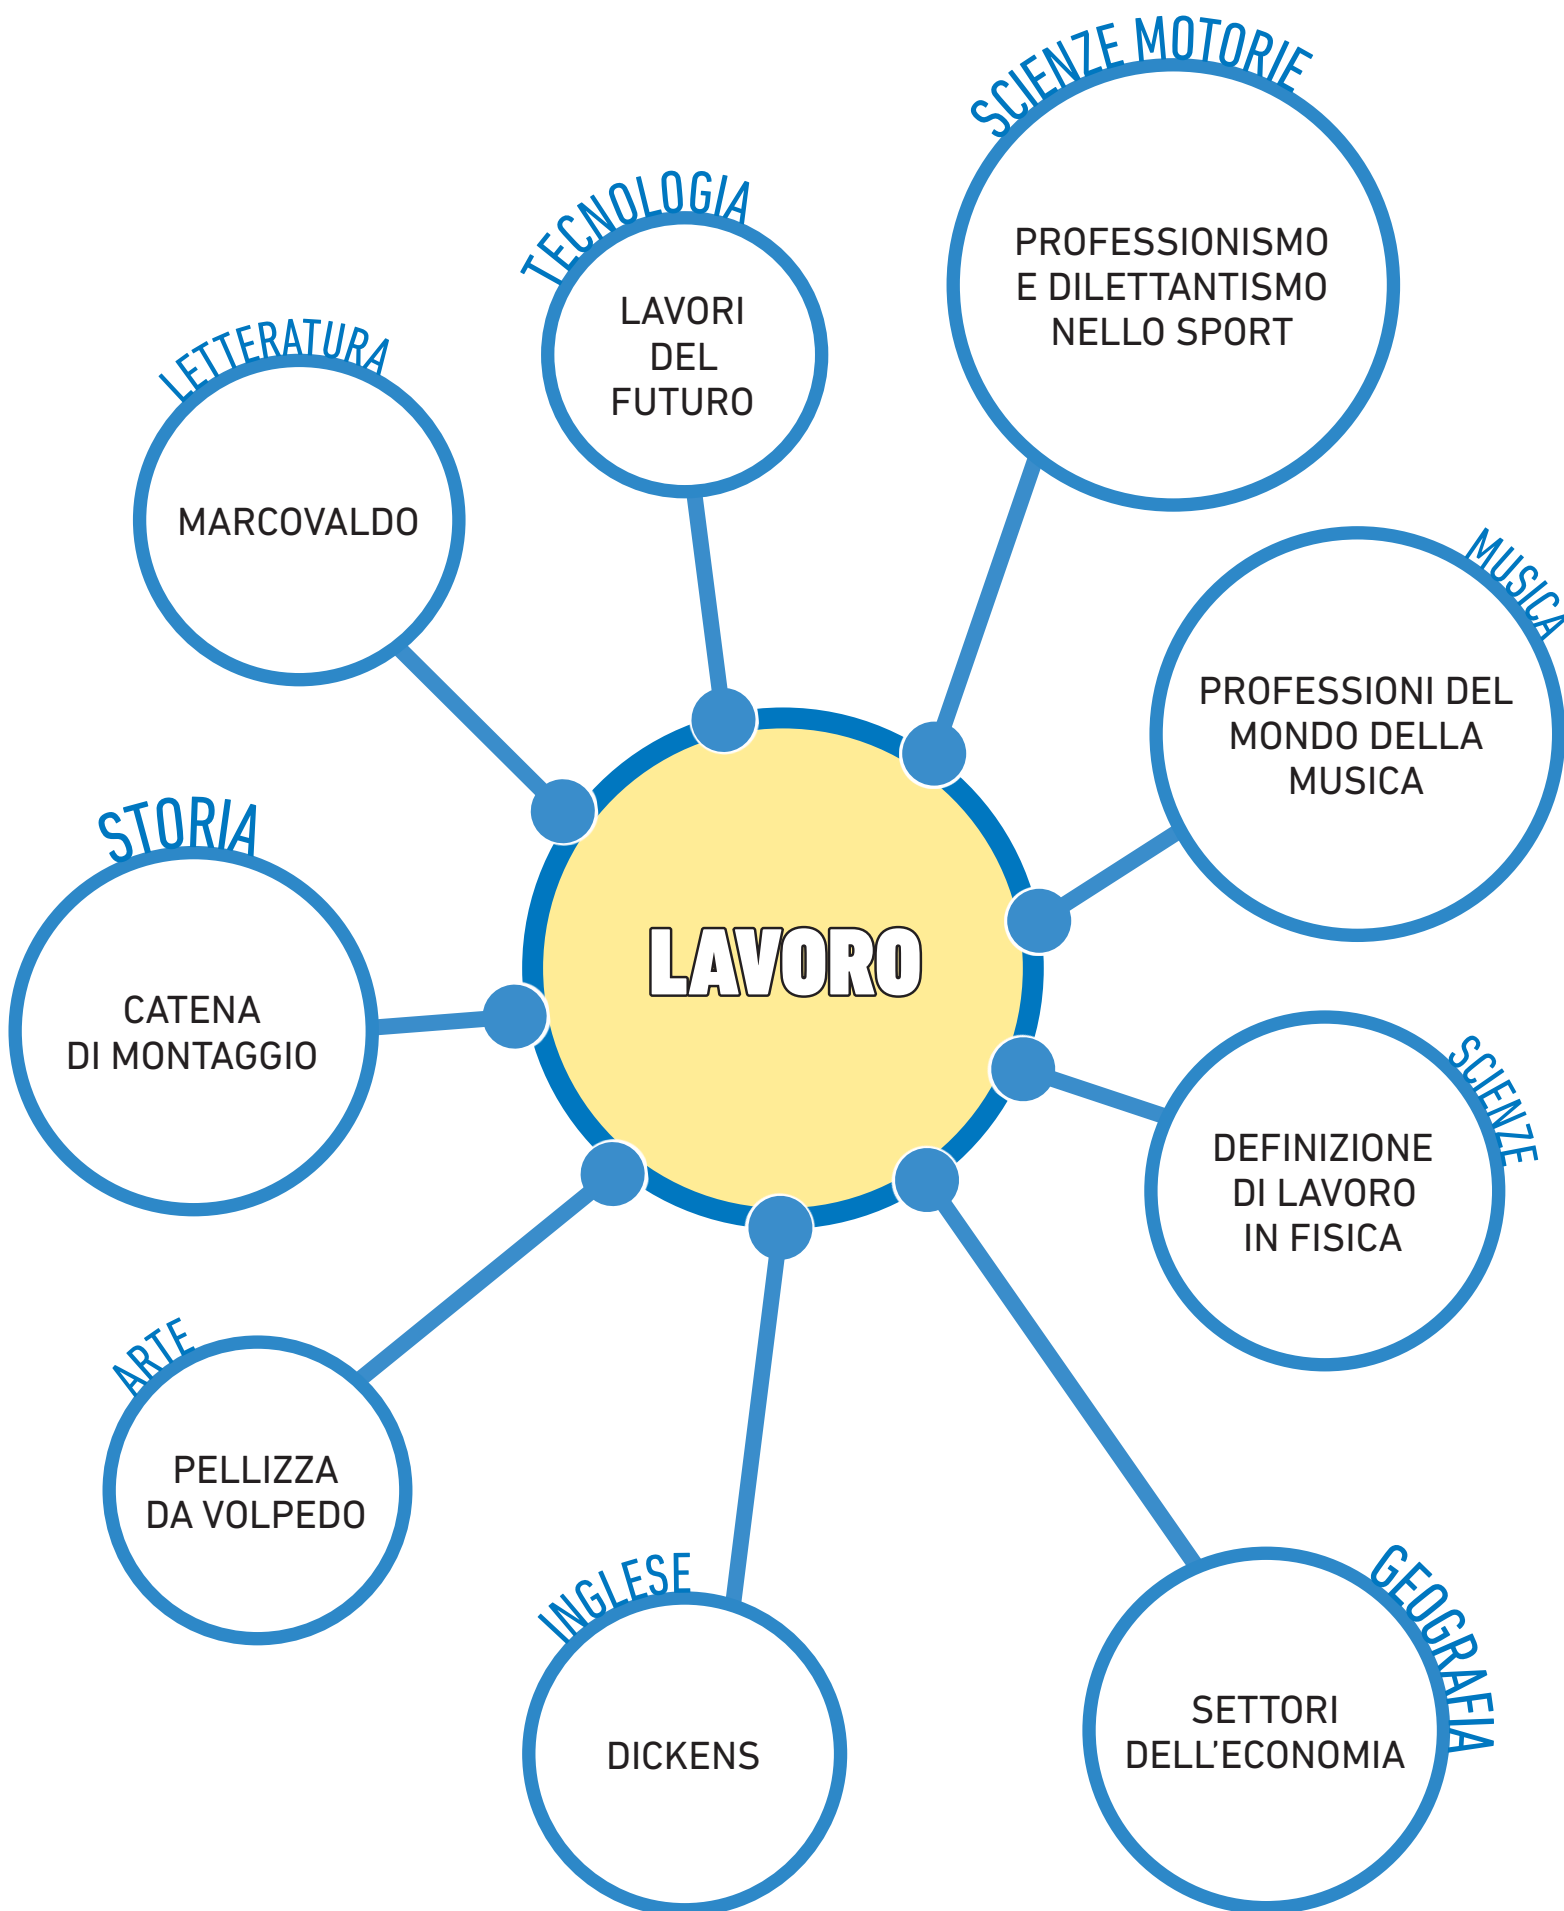 SCIENZE MOTORIE
PROFESSIONISMO
E DILETTANTISMO
NELLO SPORT
TECNOLOGIA
LAVORI
DEL
FUTURO
LETTERATURA
MARCOVALDO
MUSICA
PROFESSIONI DEL
MONDO DELLA
MUSICA
STORIA
CATENA
DI MONTAGGIO
LAVORO
SCIENZE
DEFINIZIONE
DI LAVORO
IN FISICA
ARTE
PELLIZZA
DA VOLPEDO
INGLESE
DICKENS
GEOGRAFIA
SETTORI
DELL'ECONOMIA